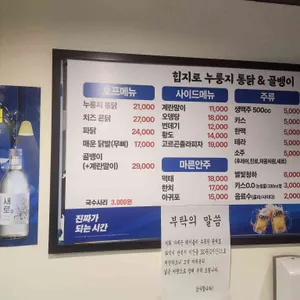 힙지로 누룽지 통닭 & 골뱅이
오프메뉴
누룽지 통닭 21,000
치즈 콘닭 27,000
파닭 24,000
매운 닭발(무뼈) 17,000
골뱅이
(+계란말이) 29,000
국수사리 3,000원
진짜가
되는 시간
사이드메뉴
계란말이 11,000
오뎅탕 18,000
번데기 12,000
황도 14,000
고르곤졸라피자 19,000
마른안주
먹태 18,000
한치 17,000
아귀포 15,000
주류
생맥주 500cc 5,000
카스 5,000
한맥 5,000
테라 5,000
소주 5,000
별빛청하 6,000
카스0.0
음료수
새로
부탁의 말씀